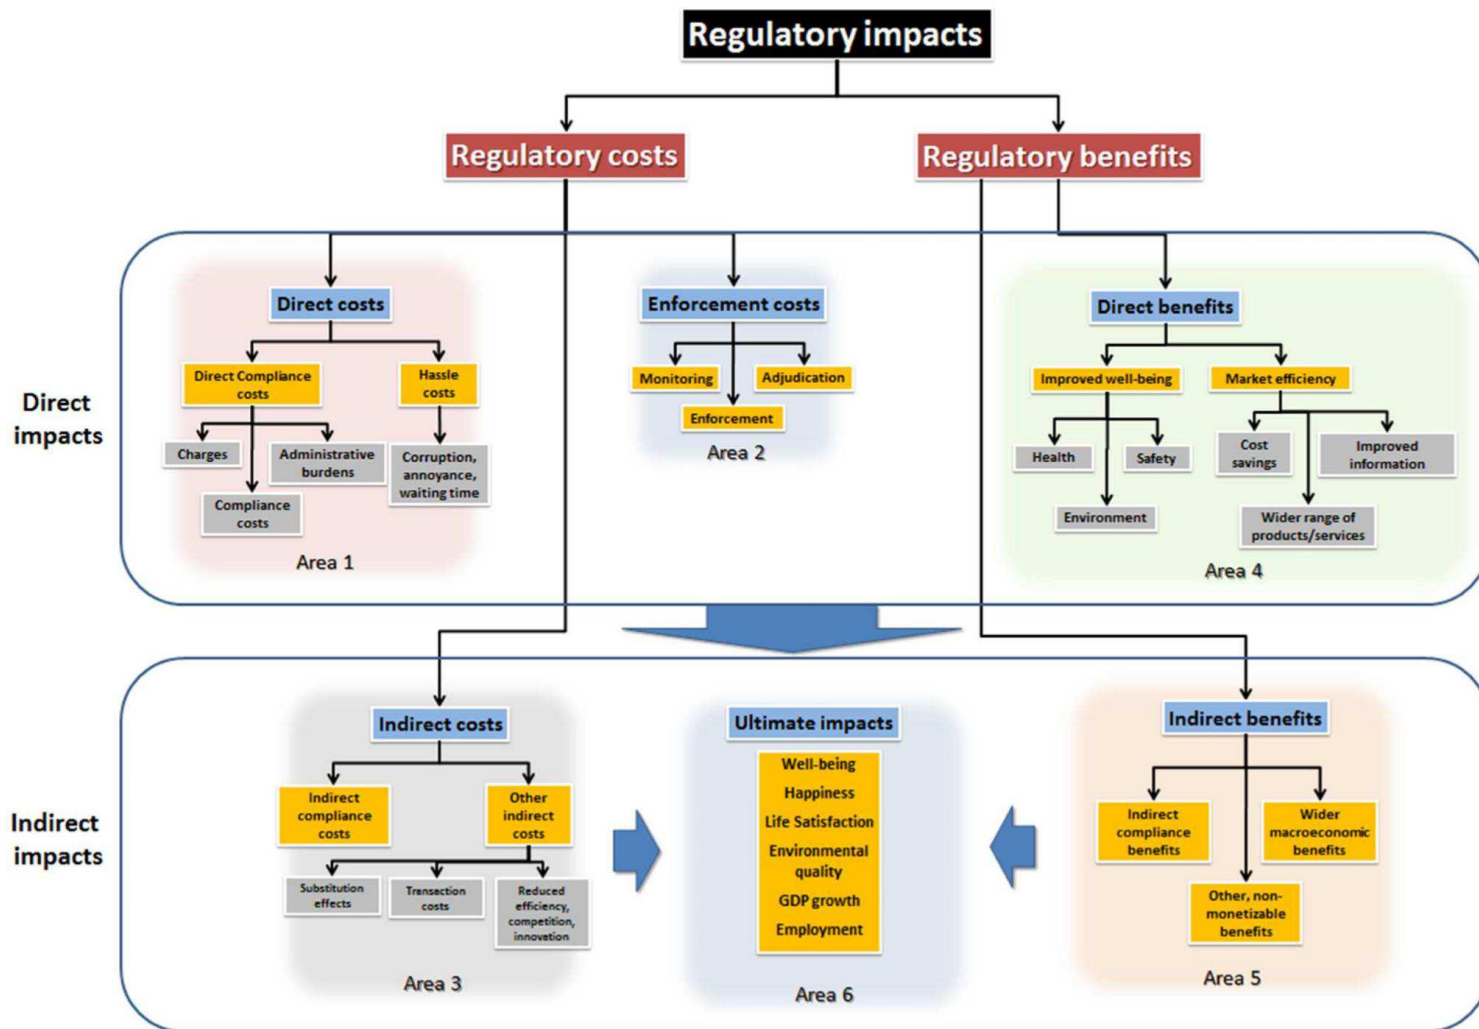 Regulatory impacts
Regulatory costs
Regulatory benefits
Direct
impacts
Direct costs
Direct Compliance
costs
Hassle
costs
Charges
Administrative
burdens
Compliance
costs
Corruption,
annoyance,
waiting time
Area 1
Enforcement costs
Monitoring
Adjudication
Enforcement
Area 2
Direct benefits
Improved well-being
Market efficiency
Health
Safety
Environment
Cost
savings
Improved
information
Wider range of
products/services
Area 4
Indirect
impacts
Indirect costs
Indirect
compliance
costs
Other
indirect
costs
Substitution
effects
Transaction
costs
Reduced
efficiency,
competition,
innovation
Area 3
Ultimate impacts
Well-being
Happiness
Life Satisfaction
Environmental
quality
GDP growth
Employment
Area 6
Indirect benefits
Indirect
compliance
benefits
Wider
macroeconomic
benefits
Other, non-
monetizable
benefits
Area 5